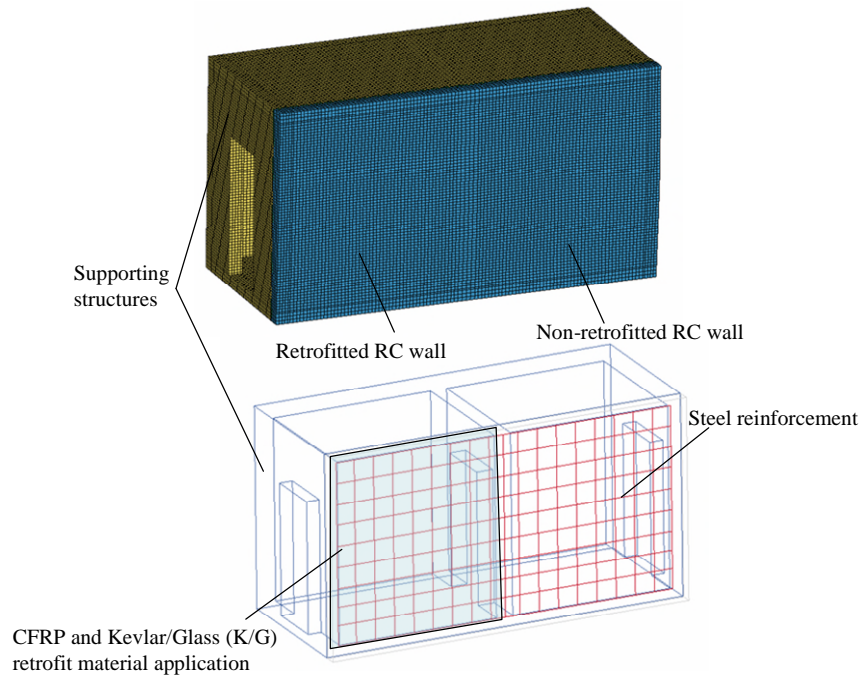 Supporting
structures
Retrofitted RC wall
Non-retrofitted RC wall
Steel reinforcement
CFRP and Kevlar/Glass (K/G)
retrofit material application